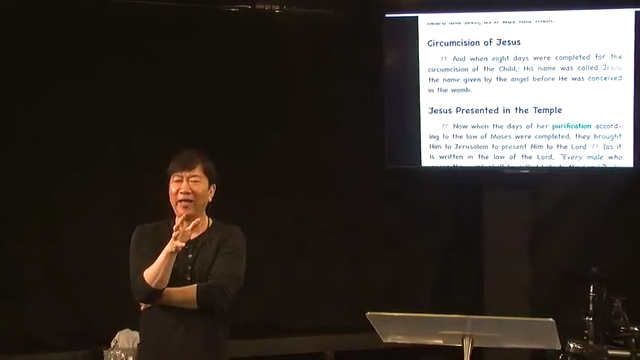 Circumcision of Jesus
21 And when eight days were completed for the
circumcision of the Child, His name was called Jesus,
the name given by the angel before He was conceived
in the womb.
Jesus Presented in the Temple
22 Now when the days of her purification accord-
ing to the law of Moses were completed, they brought
Him to Jerusalem to present Him to the Lord 23 (as it
is written in the law of the Lord, "Every male who